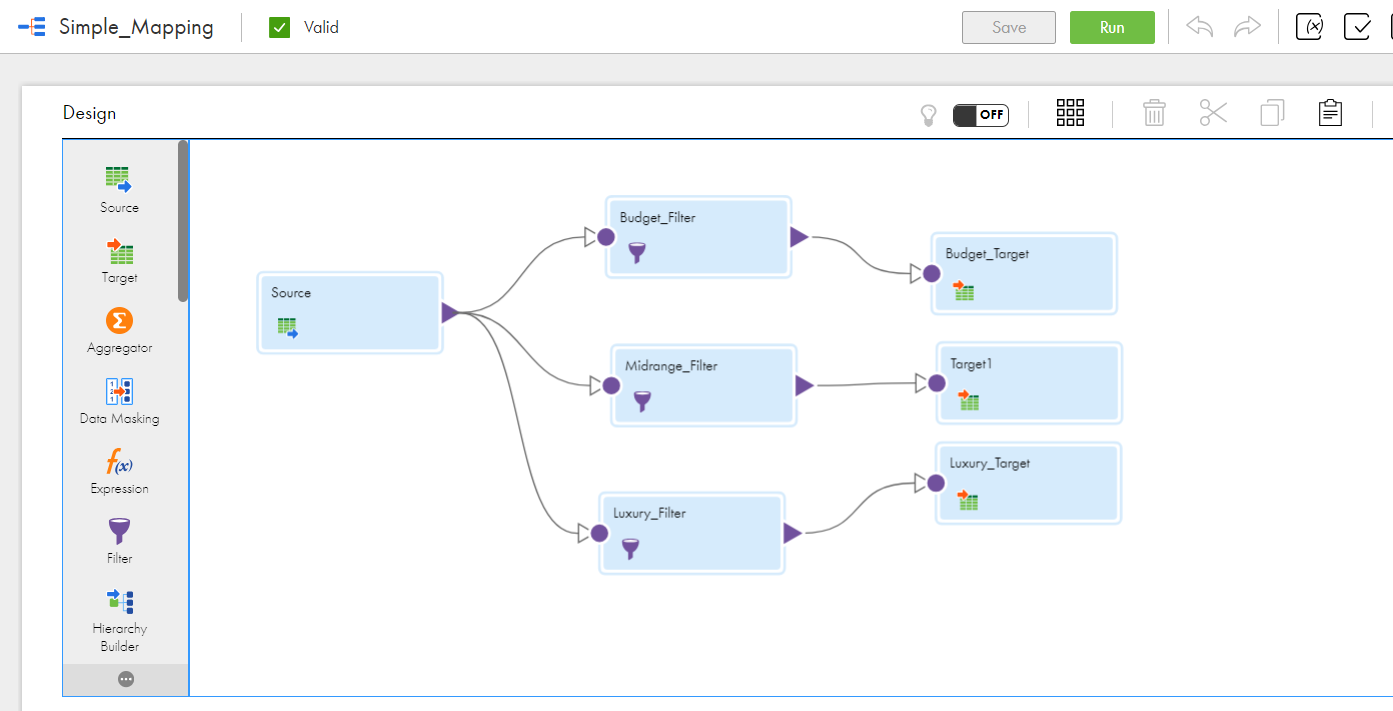 Simple_Mapping
Valid
Save
Run
Design
OFF
Source
Target
Aggregator
Data Masking
Expression
Filter
Hierarchy
Builder
Source
Budget_Filter
Budget_Target
Midrange_Filter
Target1
Luxury_Filter
Luxury_Target